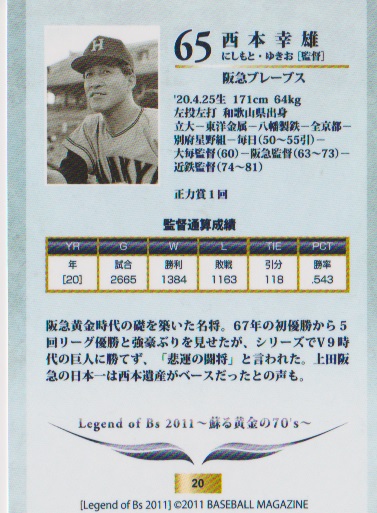 H
NY
65 西本幸雄
にしもと・ゆきお [監督]
阪急ブレーブス
'20.4.25生 171cm 64kg
左投左打 和歌山県出身
立大－東洋金属－八幡製鉄－全京都－
別府星野組－毎日(50～55引)－
大毎監督(60)－阪急監督(63～73)－
近鉄監督(74～81)
正力賞1回
監督通算成績
YR G W L TIE PCT
年 試合 勝利 敗戦 引分 勝率
[20] 2665 1384 1163 118 .543
阪急黄金時代の礎を築いた名将。67年の初優勝から5
回リーグ優勝と強豪ぶりを見せたが、シリーズでV9時
代の巨人に勝てず、「悲運の闘将」と言われた。上田阪
急の日本一は西本遺産がベースだったとの声も。
Legend of Bs 2011～蘇る黄金の70's～
20
[Legend of Bs 2011] ©2011 BASEBALL MAGAZINE